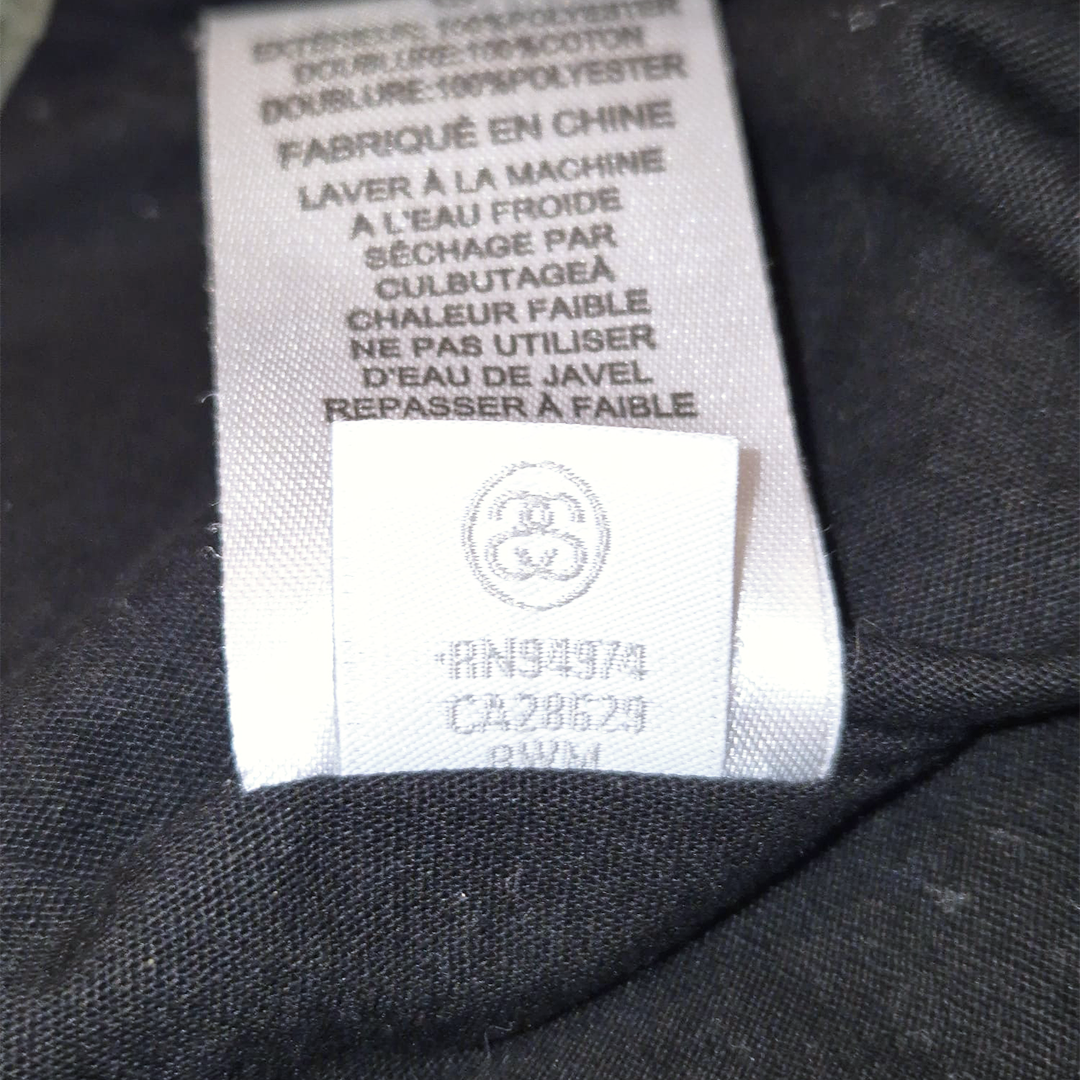 EXTÉRIEUR: 100%POLYESTER
DOUBLURE:100%COTON
DOUBLURE:100%POLYESTER
FABRIQUÉ EN CHINE
LAVER À LA MACHINE
À L'EAU FROIDE
SÉCHAGE PAR
CULBUTAGEÀ
CHALEUR FAIBLE
NE PAS UTILISER
D'EAU DE JAVEL
REPASSER À FAIBLE
RN94974
CA28629